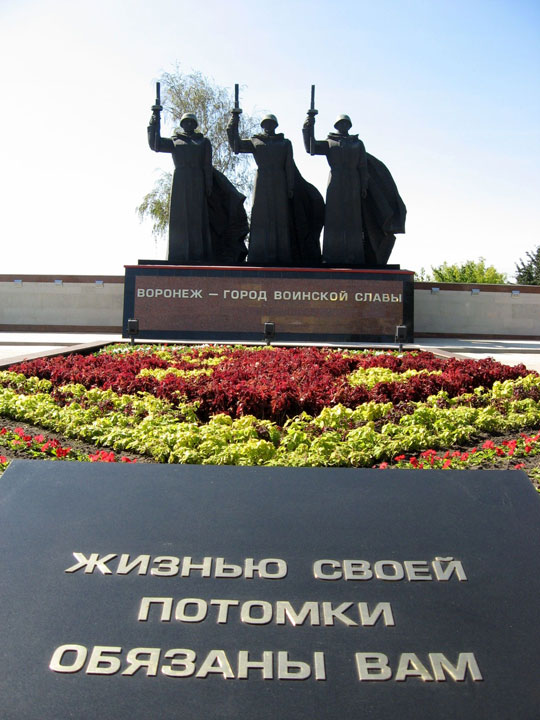 ВОРОНЕЖ – ГОРОД ВОИНСКОЙ СЛАВЫ
ЖИЗНЬЮ СВОЕЙ
ПОТОМКИ
ОБЯЗАНЫ ВАМ